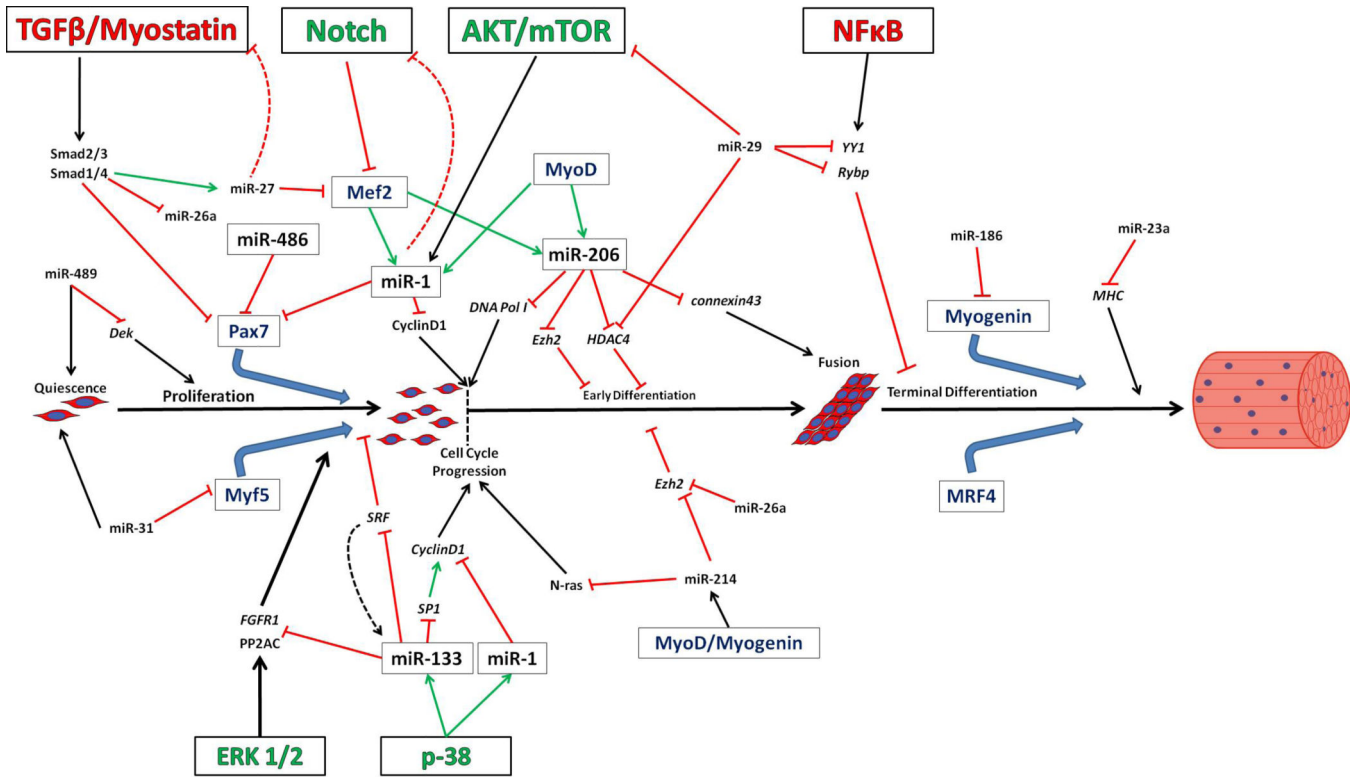 TGFβ/Myostatin
Notch
AKT/mTOR
NFκB
Smad2/3
Smad1/4
miR-27
miR-26a
Mef2
MyoD
miR-29
YY1
Rybp
miR-486
miR-1
miR-206
miR-186
miR-23a
miR-489
Dek
Pax7
CyclinD1
DNA Pol I
Ezh2
HDAC4
connexin43
Myogenin
MHC
Quiescence
Proliferation
Early Differentiation
Fusion
Terminal Differentiation
Cell Cycle
Progression
Myf5
miR-31
SRF
CyclinD1
SP1
N-ras
Ezh2
miR-26a
miR-214
MRF4
FGFR1
PP2AC
miR-133
miR-1
MyoD/Myogenin
ERK 1/2
p-38